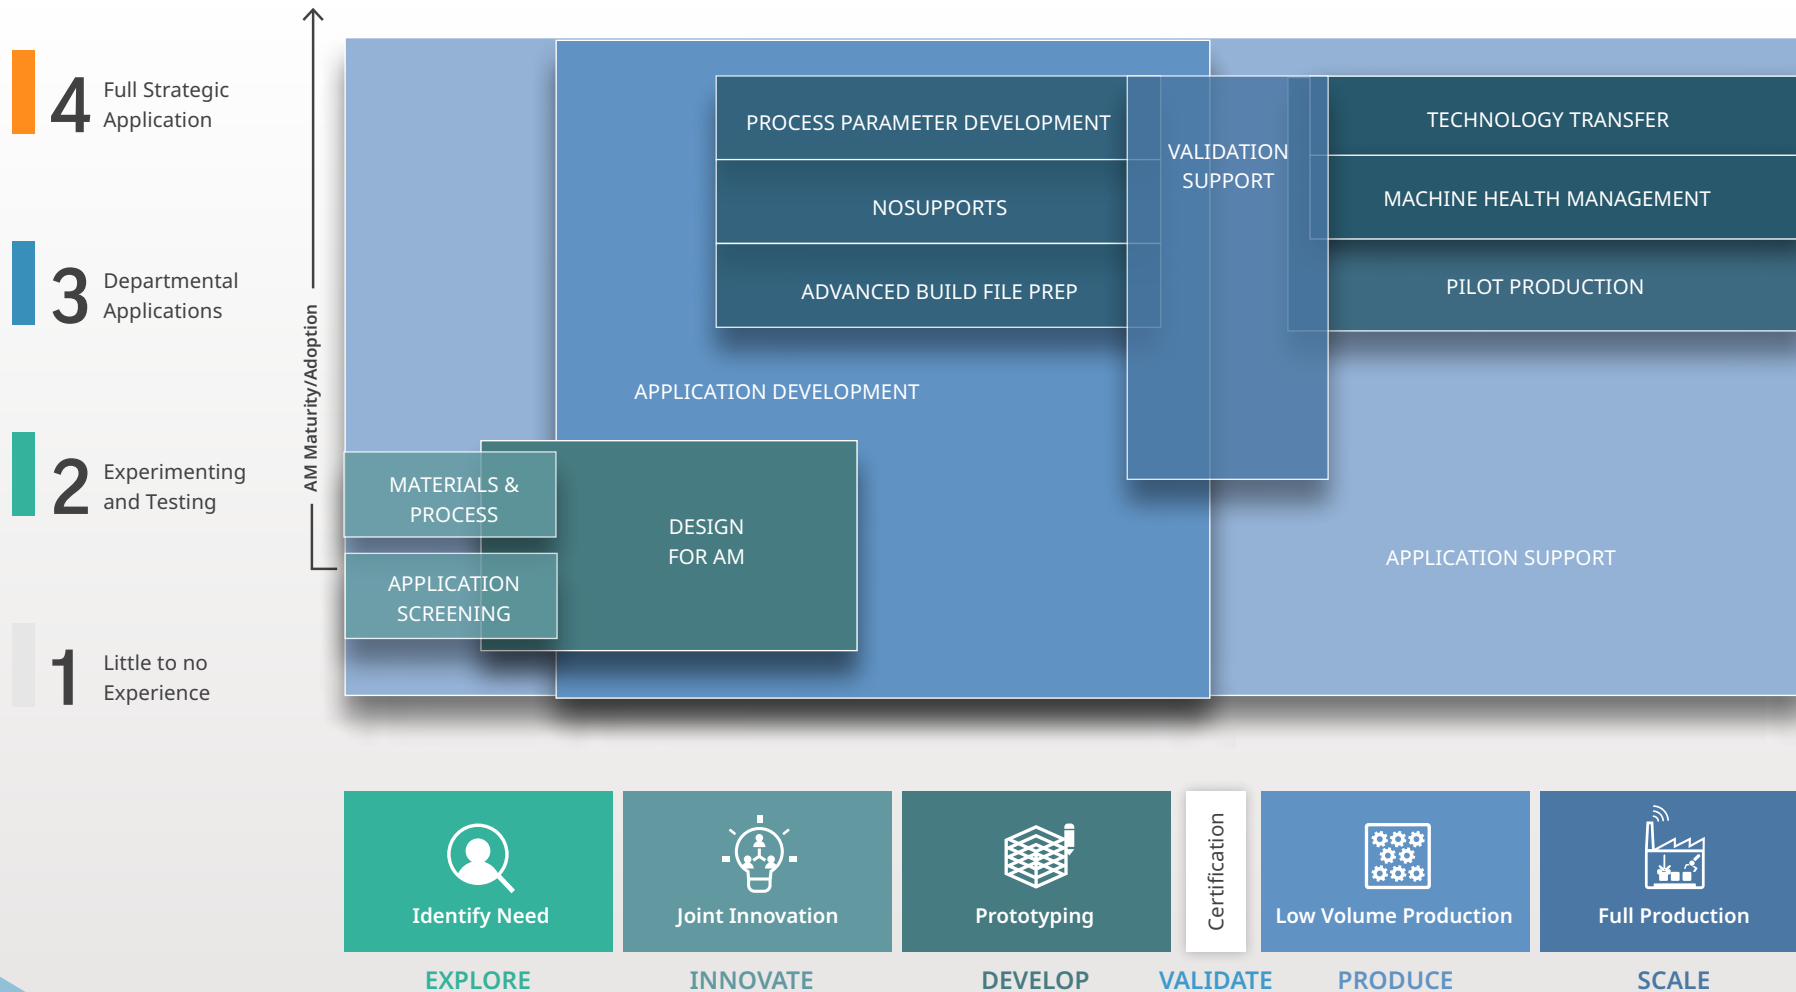 4
Full Strategic
Application
3
Departmental
Applications
2
Experimenting
and Testing
1
Little to no
Experience
AM Maturity/Adoption
PROCESS PARAMETER DEVELOPMENT
NOSUPPORTS
ADVANCED BUILD FILE PREP
VALIDATION
SUPPORT
TECHNOLOGY TRANSFER
MACHINE HEALTH MANAGEMENT
PILOT PRODUCTION
APPLICATION DEVELOPMENT
MATERIALS &
PROCESS
DESIGN
FOR AM
APPLICATION
SCREENING
APPLICATION SUPPORT
Identify Need
Joint Innovation
Prototyping
Certification
Low Volume Production
Full Production
EXPLORE
INNOVATE
DEVELOP
VALIDATE
PRODUCE
SCALE